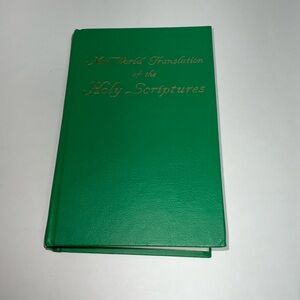 New World Translation
of the
Holy Scriptures